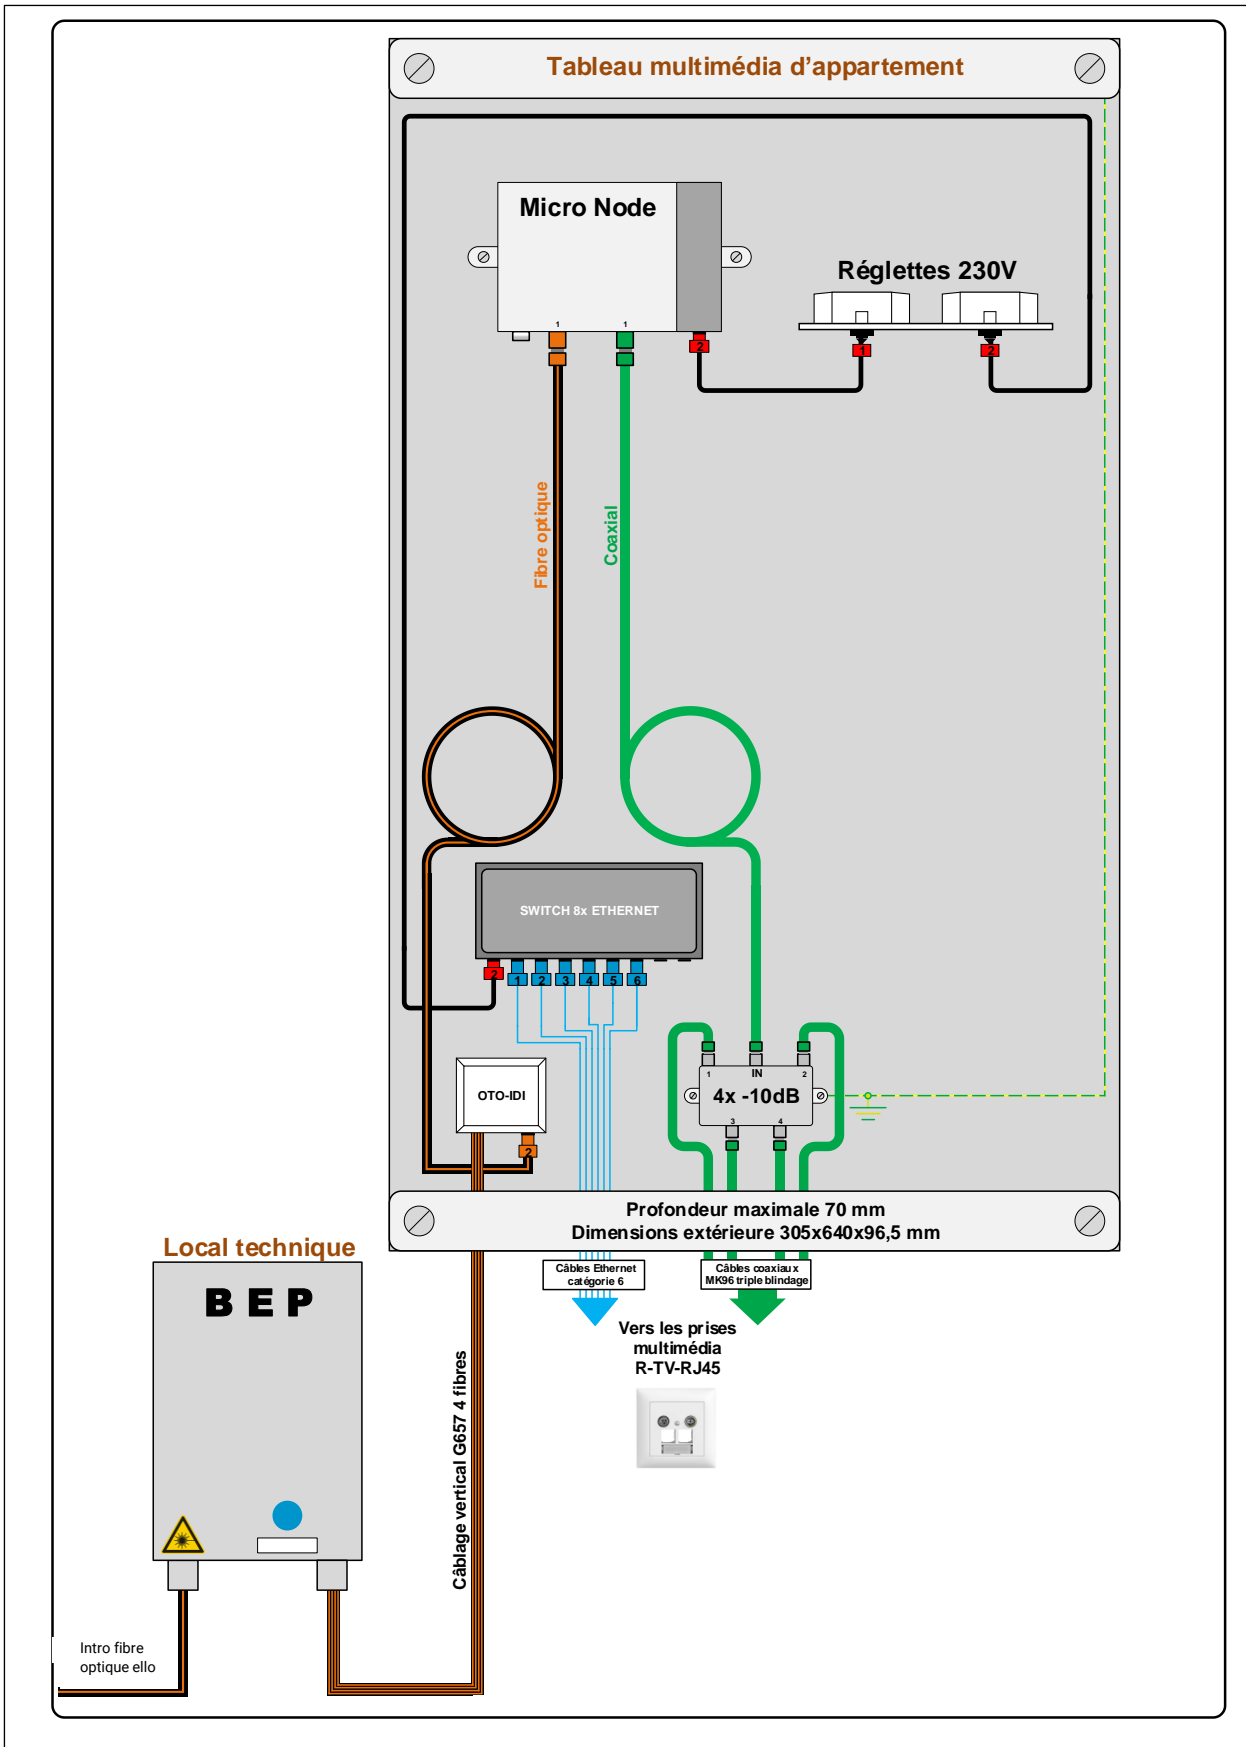 Tableau multimédia d’appartement
Micro Node
Réglettes 230V
1
1
2
1
2
Fibre optique
Coaxial
SWITCH 8x ETHERNET
2
1
2
3
4
5
6
OTO-IDI
2
1
IN
2
4x -10dB
3
4
Profondeur maximale 70 mm
Dimensions extérieure 305x640x96,5 mm
Local technique
BEP
Câbles Ethernet
catégorie 6
Câbles coaxiaux
MK96 triple blindage
Vers les prises
multimédia
R-TV-RJ45
Câblage vertical G657 4 fibres
Intro fibre
optique ello